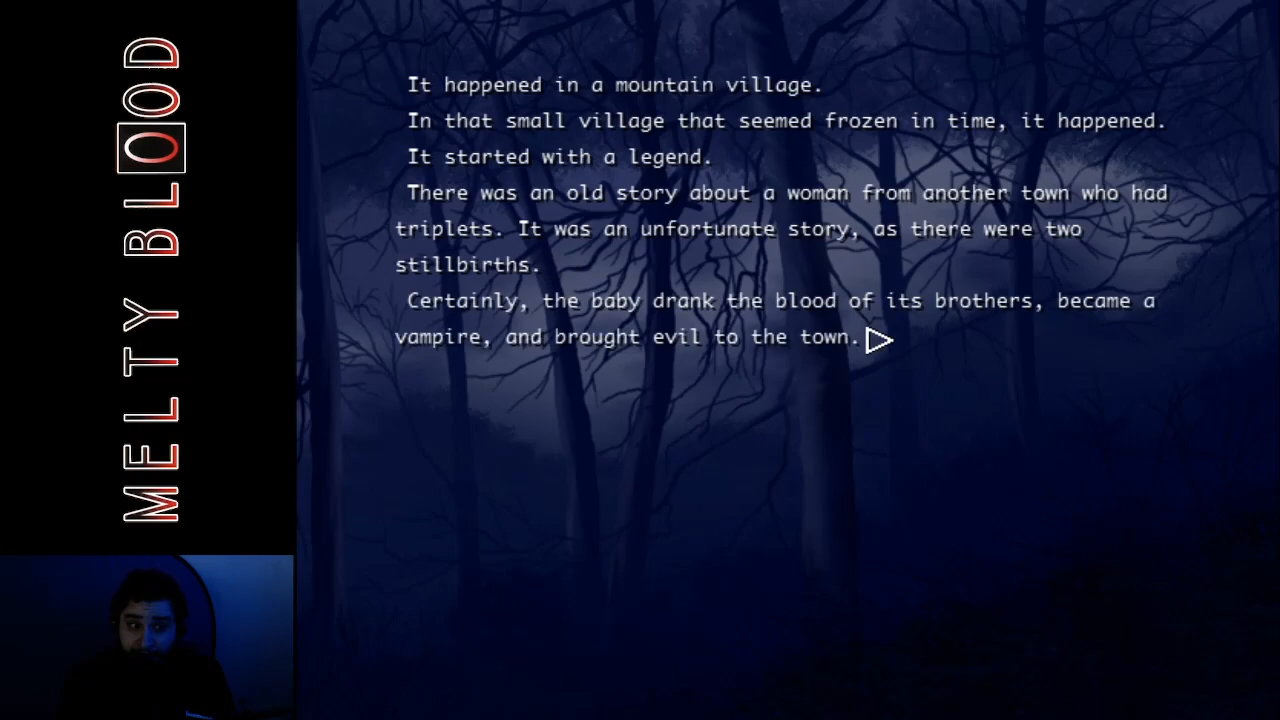 MELTY BLOOD
It happened in a mountain village.
In that small village that seemed frozen in time, it happened.
It started with a legend.
There was an old story about a woman from another town who had
triplets. It was an unfortunate story, as there were two
stillbirths.
Certainly, the baby drank the blood of its brothers, became a
vampire, and brought evil to the town.